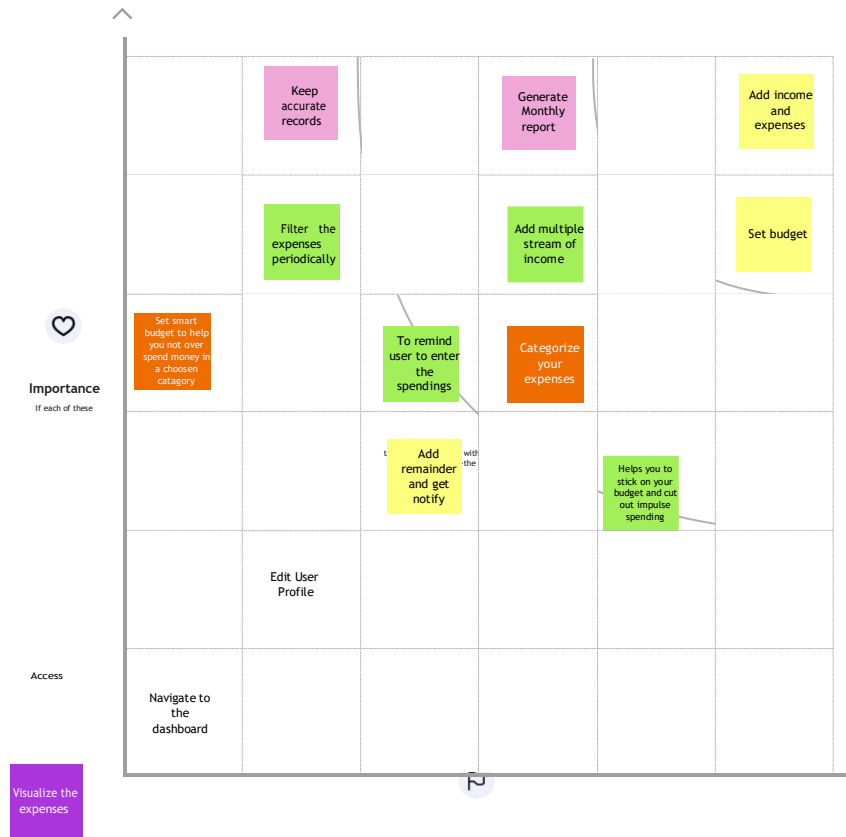 Keep
accurate
records
Generate
Monthly
report
Add income
and
expenses
Filter the
expenses
periodically
Add multiple
stream of
income
Set budget
Set smart
budget to help
you not over
spend money in
a choosen
catagory
To remind
user to enter
the
spendings
Categorize
your
expenses
Importance
If each of these
Add
remainder
and get
notify
with
the
Helps you to
stick on your
budget and cut
out impulse
spending
Edit User
Profile
Access
Navigate to
the
dashboard
Visualize the
expenses